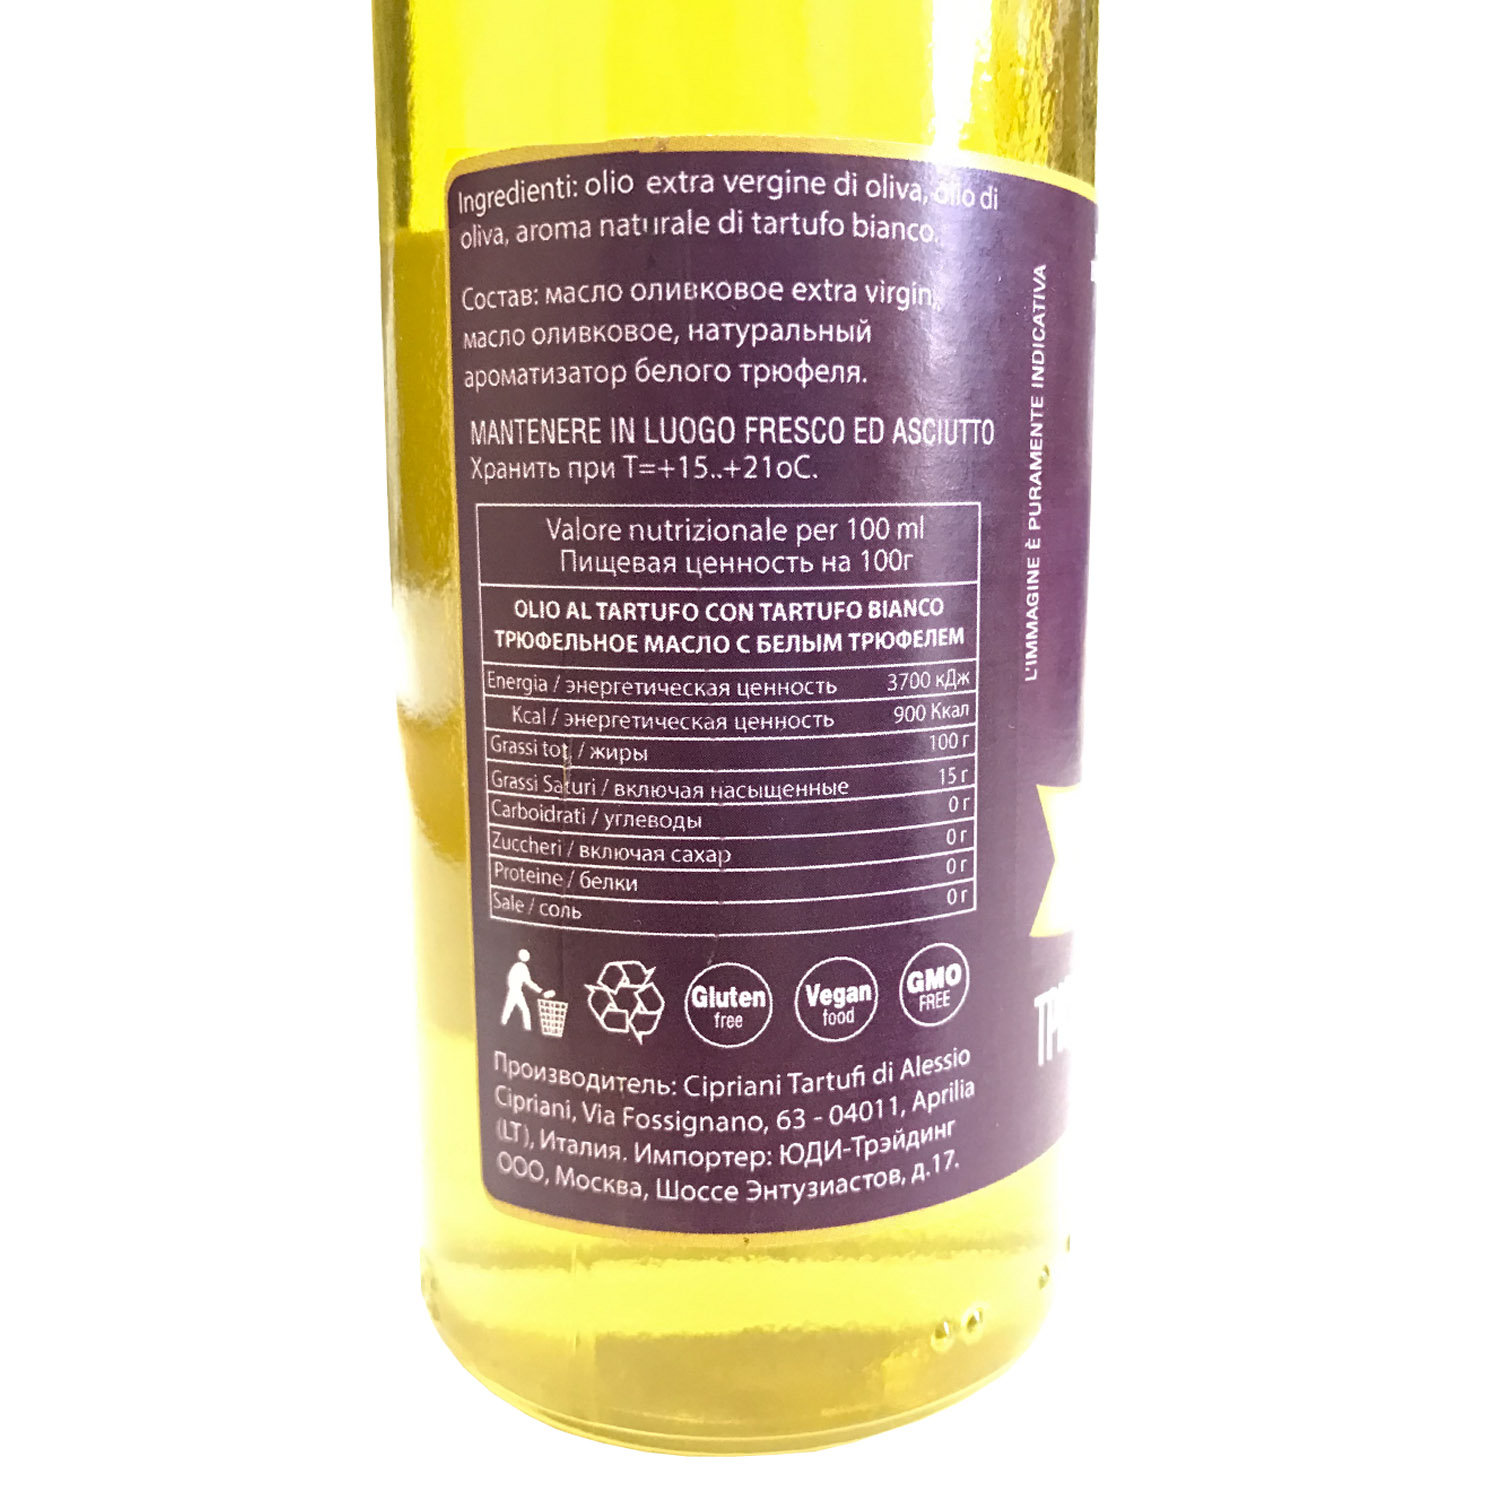 Ingredienti: olio extra vergine di oliva, olio di
oliva, aroma naturale di tartufo bianco.
Состав: масло оливковое extra virgin,
масло оливковое, натуральный
ароматизатор белого трюфеля.
MANTENERE IN LUOGO FRESCO ED ASCIUTTO
Хранить при T=+15..+21oC.
Valore nutrizionale per 100 ml
Пищевая ценность на 100г
OLIO AL TARTUFO CON TARTUFO BIANCO
ТРЮФЕЛЬНОЕ МАСЛО С БЕЛЫМ ТРЮФЕЛЕМ
Energia / энергетическая ценность 3700 кДж
Kcal / энергетическая ценность 900 Ккал
Grassi tot. / жиры 100 г
Grassi Saturi / включая насыщенные 15 г
Carboidrati / углеводы 0 г
Zuccheri / включая сахар 0 г
Proteine / белки 0 г
Sale / соль 0 г
Gluten
free
Vegan
food
GMO
FREE
Производитель: Cipriani Tartufi di Alessio
Cipriani, Via Fossignano, 63 - 04011, Aprilia
(LT), Италия. Импортер: ЮДИ-Трэйдинг
ООО, Москва, Шоссе Энтузиастов, д.17.
L'IMMAGINE È PURAMENTE INDICATIVA